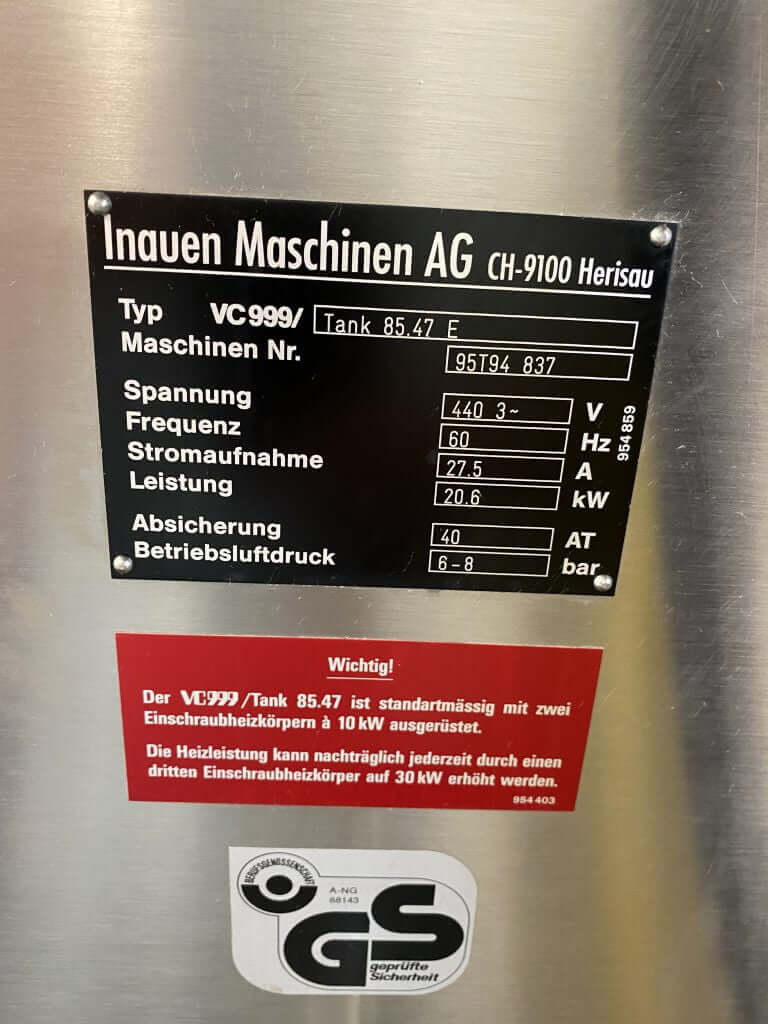 Inauen Maschinen AG CH-9100 Herisau
Typ VC999/ Tank 85.47 E
Maschinen Nr. 95T94 837
Spannung 440 3~ V
Frequenz 60 Hz
Stromaufnahme 27.5 A
Leistung 20.6 kW
954 859
Absicherung 40 AT
Betriebsluftdruck 6-8 bar
Wichtig!
Der VC999/Tank 85.47 ist standartmässig mit zwei
Einschraubheizkörpern à 10 kW ausgerüstet.
Die Heizleistung kann nachträglich jederzeit durch einen
dritten Einschraubheizkörper auf 30 kW erhöht werden.
954 403
BERUFSGENOSSENSCHAFT
A-NG
68143
GS
geprüfte
Sicherheit